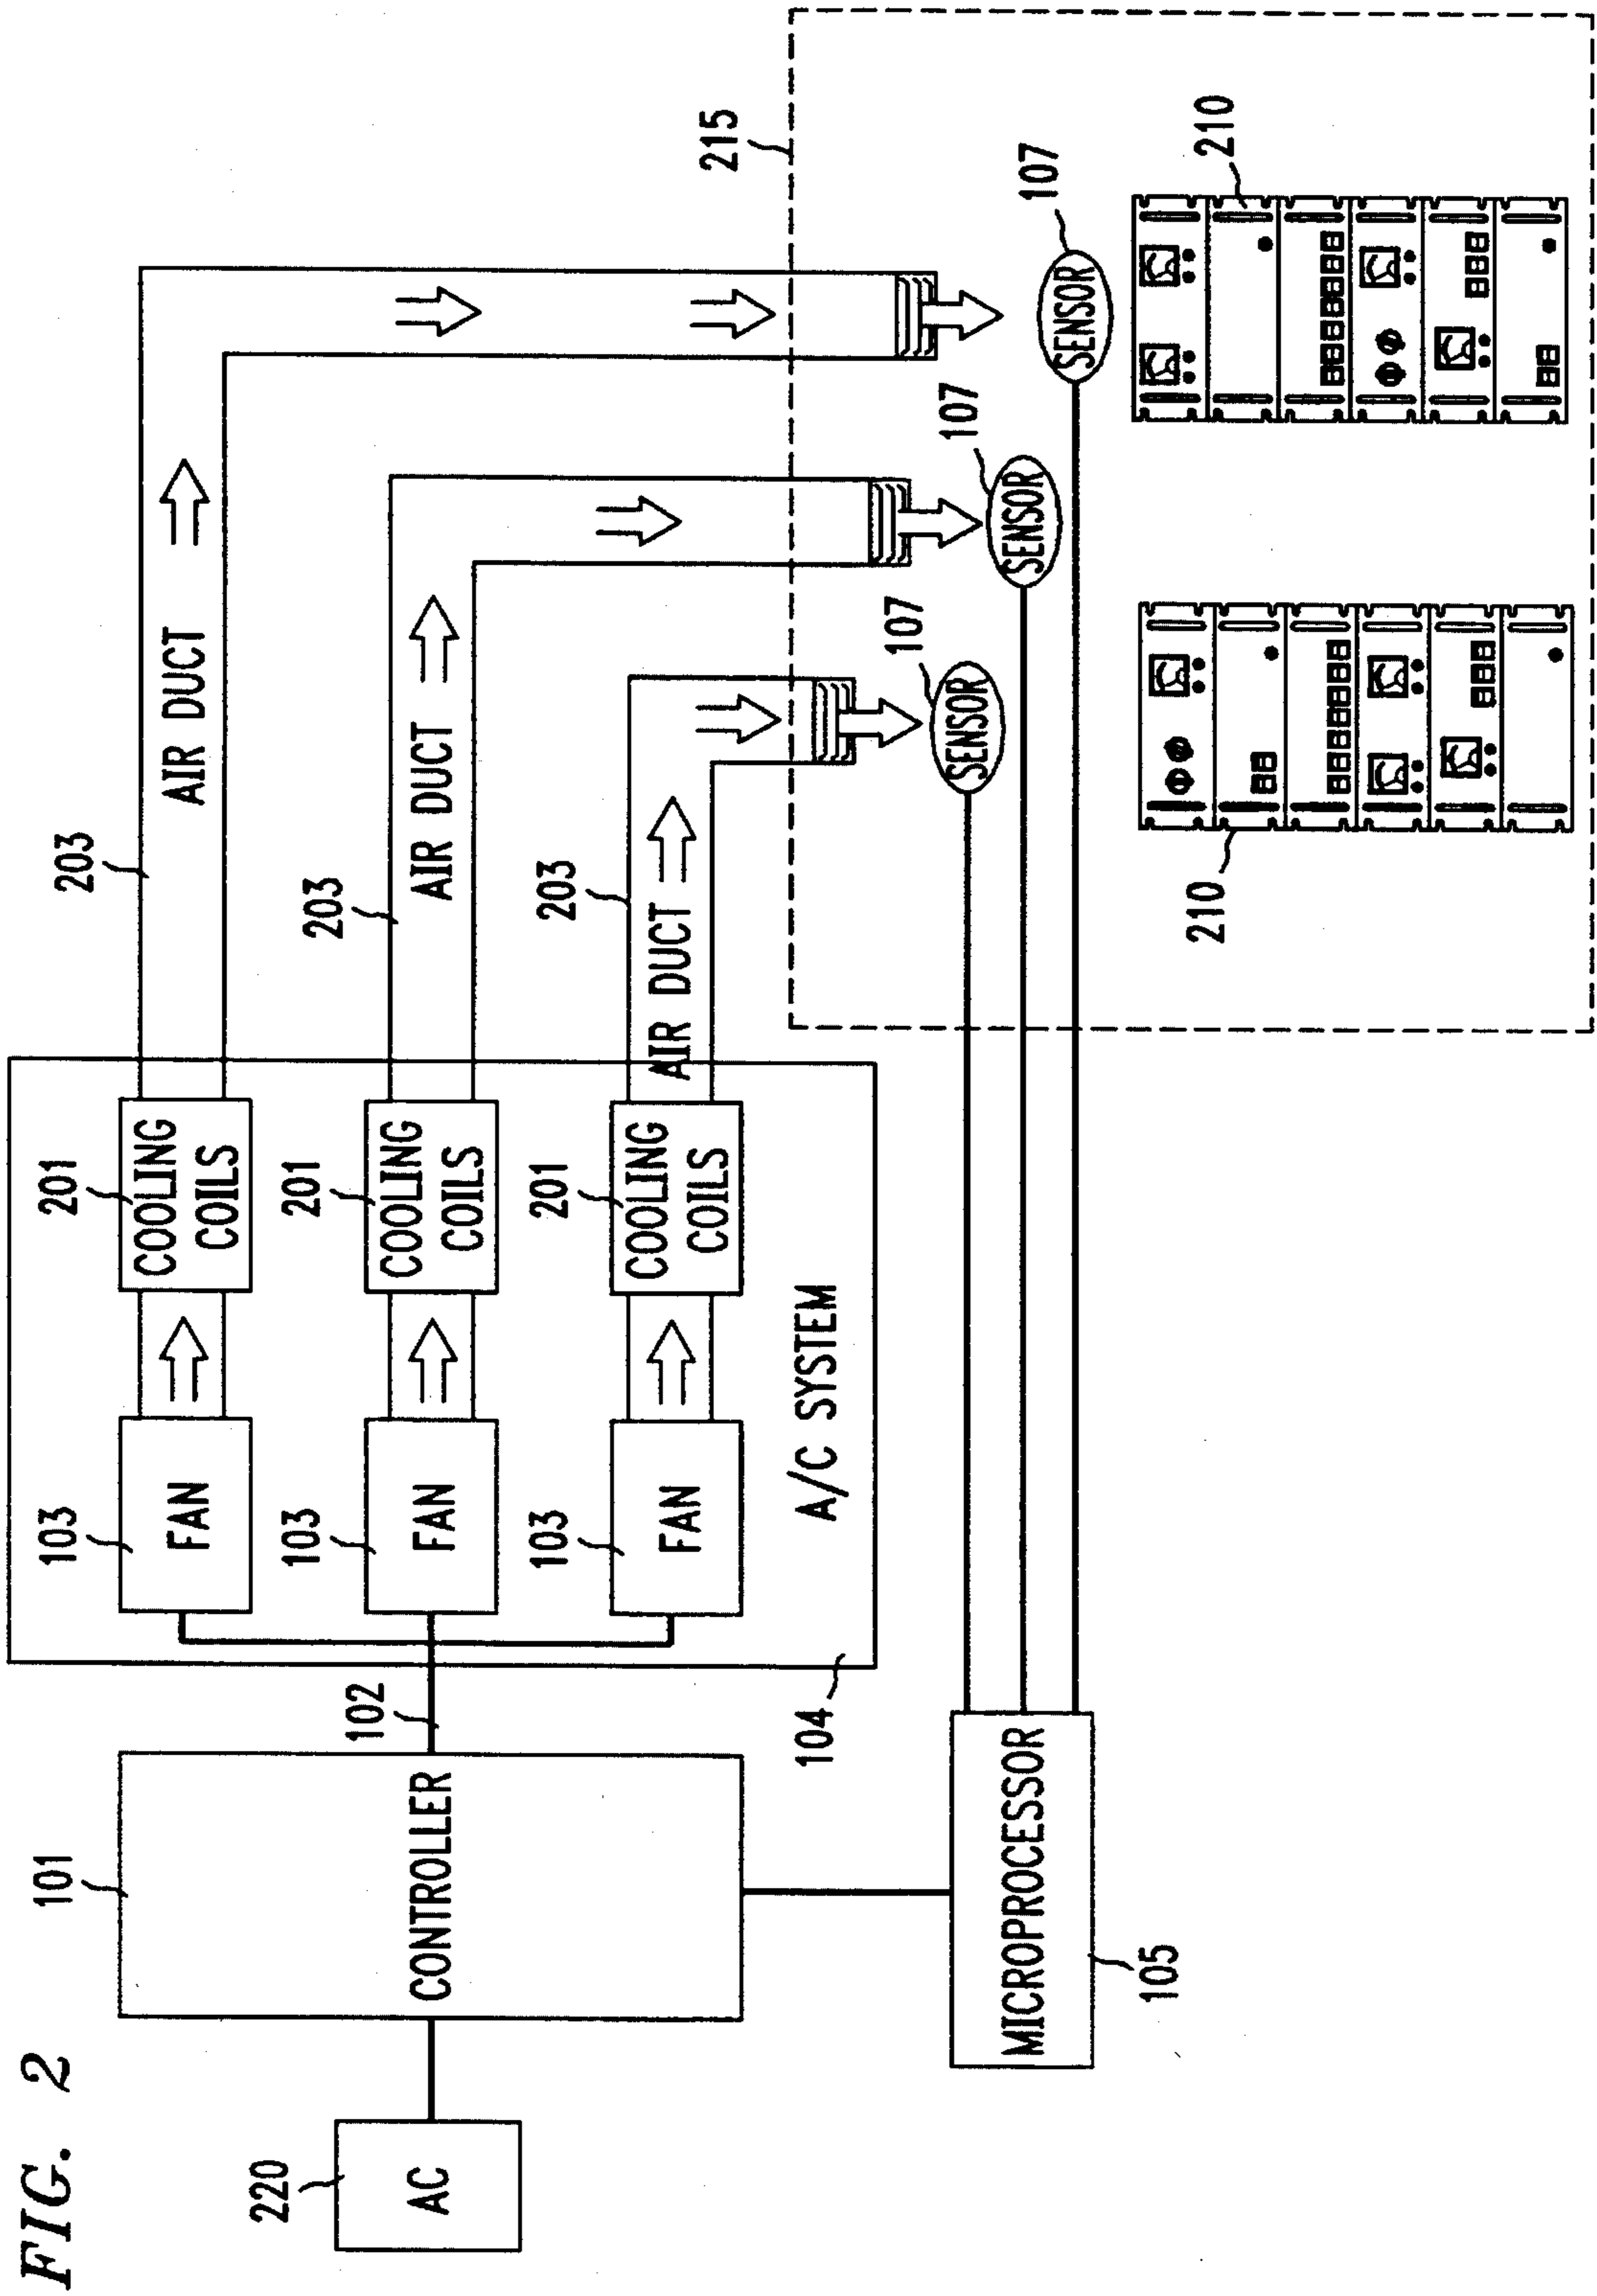 FIG. 2
203
AIR DUCT
203
AIR DUCT
203
AIR DUCT
215
201
COOLING
COILS
201
COOLING
COILS
201
COOLING
COILS
103
FAN
103
FAN
103
FAN
A/C SYSTEM
104
102
101
CONTROLLER
220
AC
MICROPROCESSOR
105
107
SENSOR
107
SENSOR
107
SENSOR
210
210